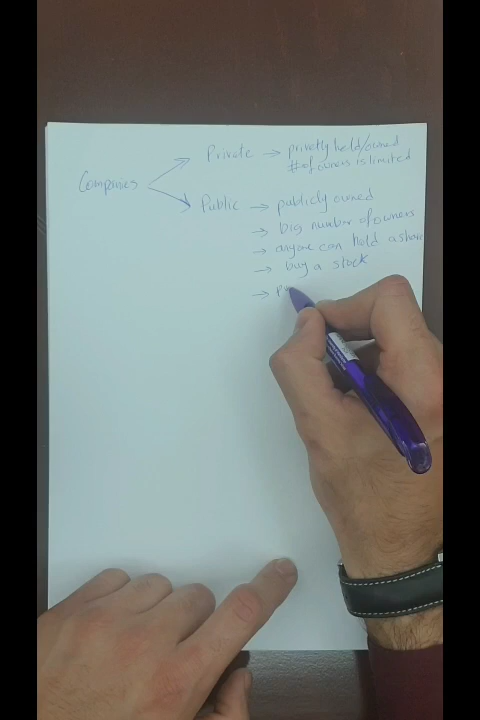 Companies
Private → privetly held/owned
# of owners is limited
Public → publicly owned
→ big number of owners
→ anyone can hold a share
→ buy a stock
→ p